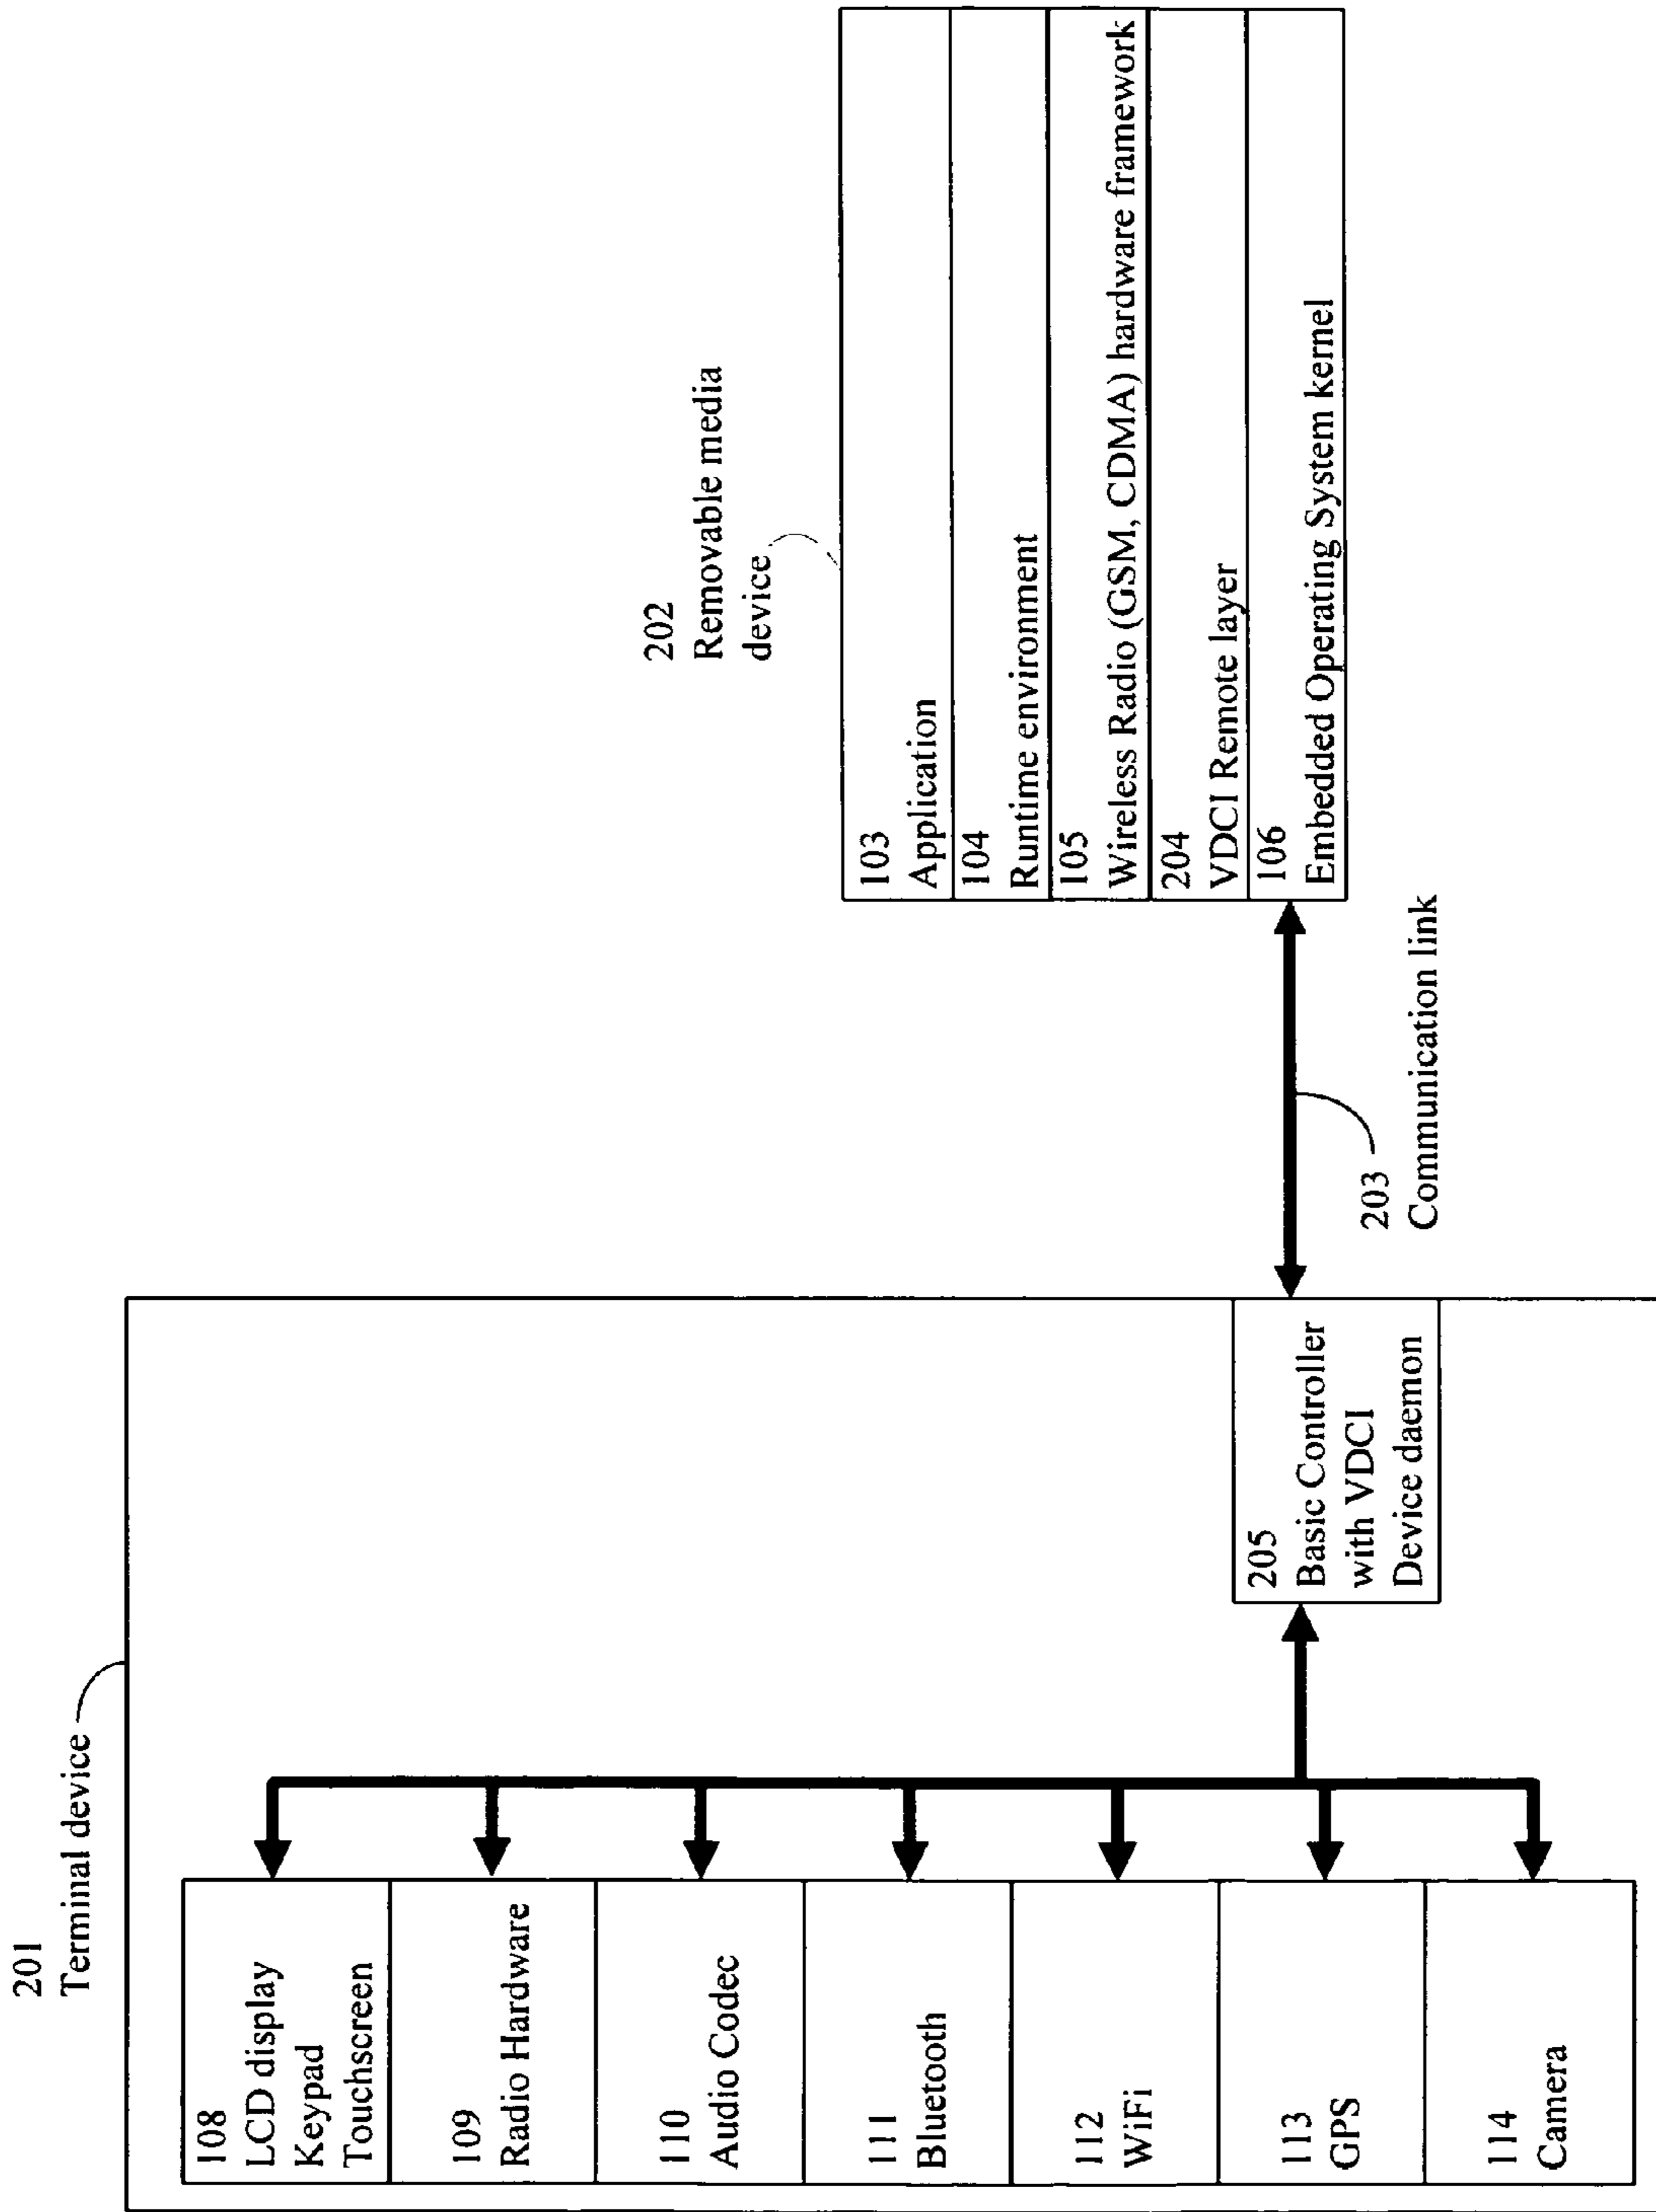 201
Terminal device
108
LCD display
Keypad
Touchscreen
109
Radio Hardware
110
Audio Codec
111
Bluetooth
112
WiFi
113
GPS
114
Camera
205
Basic Controller
with VDCI
Device daemon
203
Communication link
202
Removable media
device
103
Application
104
Runtime environment
105
Wireless Radio (GSM, CDMA) hardware framework
204
VDCI Remote layer
106
Embedded Operating System kernel